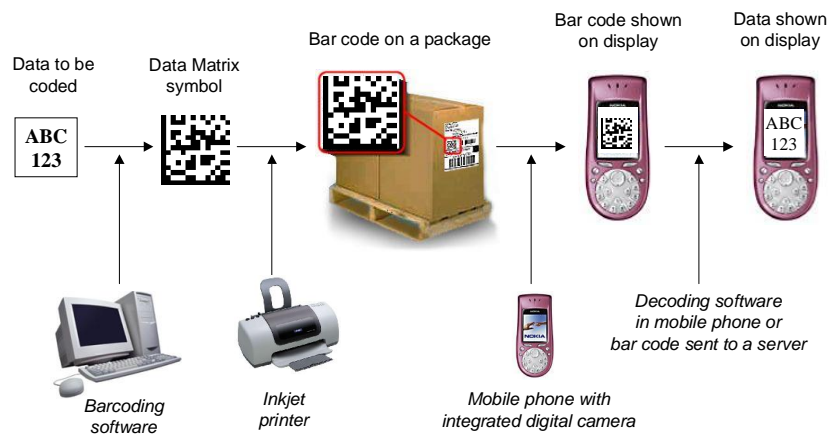 Data to be
coded
Data Matrix
symbol
Bar code on a package
Bar code shown
on display
Data shown
on display
ABC
123
NOKIA
ABC
123
Barcoding
software
Inkjet
printer
NOKIA
Mobile phone with
integrated digital camera
Decoding software
in mobile phone or
bar code sent to a server